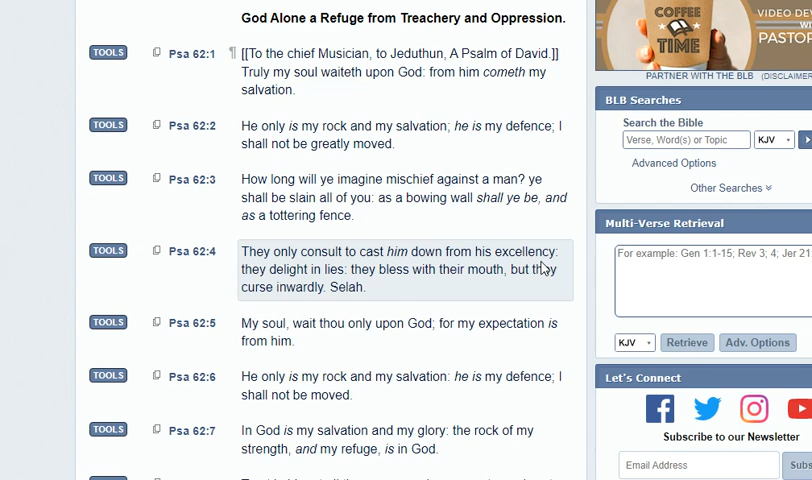 God Alone a Refuge from Treachery and Oppression.
TOOLS Psa 62:1 ¶ [[To the chief Musician, to Jeduthun, A Psalm of David.]]
Truly my soul waiteth upon God: from him cometh my
salvation.
TOOLS Psa 62:2 He only is my rock and my salvation; he is my defence; I
shall not be greatly moved.
TOOLS Psa 62:3 How long will ye imagine mischief against a man? ye
shall be slain all of you: as a bowing wall shall ye be, and
as a tottering fence.
TOOLS Psa 62:4 They only consult to cast him down from his excellency:
they delight in lies: they bless with their mouth, but they
curse inwardly. Selah.
TOOLS Psa 62:5 My soul, wait thou only upon God; for my expectation is
from him.
TOOLS Psa 62:6 He only is my rock and my salvation: he is my defence; I
shall not be moved.
TOOLS Psa 62:7 In God is my salvation and my glory: the rock of my
strength, and my refuge, is in God.
COFFEE
TIME
VIDEO DEV
WI
PASTOR
PARTNER WITH THE BLB (DISCLAIMER
BLB Searches
Search the Bible
Verse, Word(s) or Topic KJV
Advanced Options
Other Searches
Multi-Verse Retrieval
For example: Gen 1:1-15; Rev 3; 4; Jer 21
KJV Retrieve Adv. Options
Let's Connect
Subscribe to our Newsletter
Email Address Subs